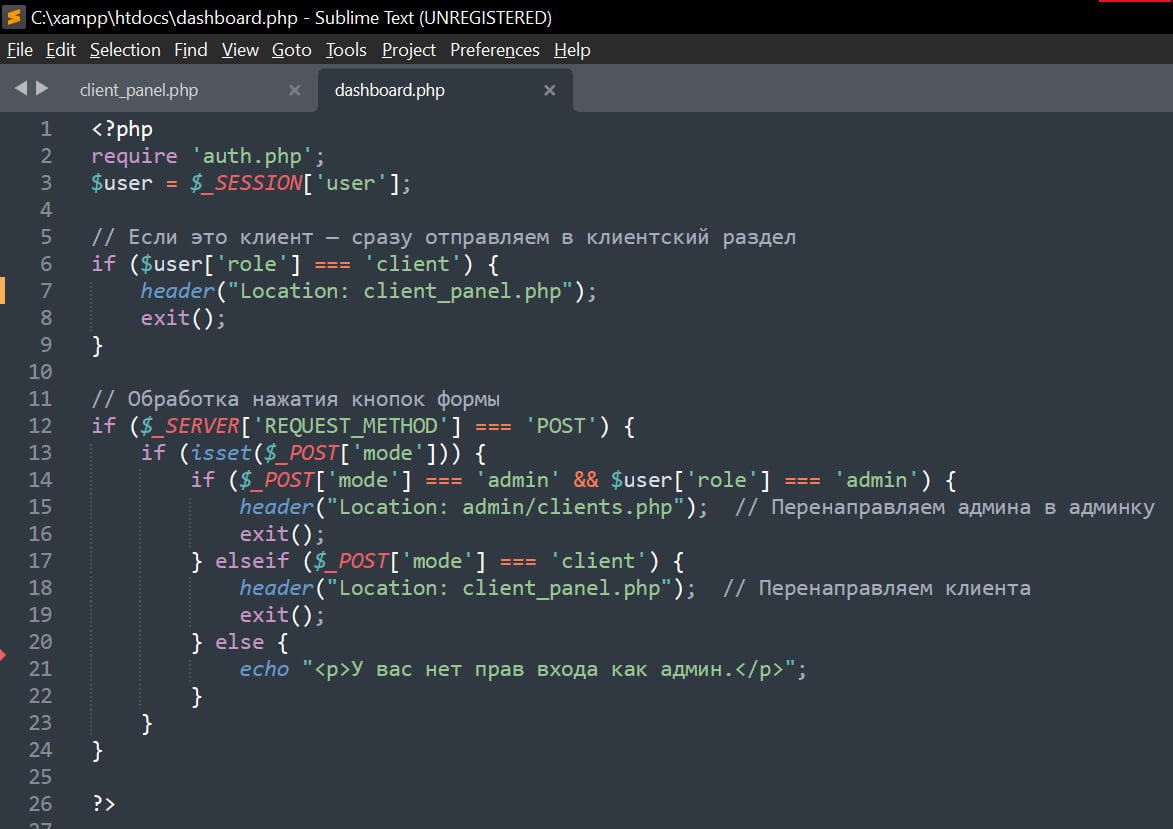 C:\xampp\htdocs\dashboard.php - Sublime Text (UNREGISTERED)
File Edit Selection Find View Goto Tools Project Preferences Help
client_panel.php × dashboard.php ×
1 <?php
2 require 'auth.php';
3 $user = $_SESSION['user'];
4
5 // Если это клиент — сразу отправляем в клиентский раздел
6 if ($user['role'] === 'client') {
7     header("Location: client_panel.php");
8     exit();
9 }
10
11 // Обработка нажатия кнопок формы
12 if ($_SERVER['REQUEST_METHOD'] === 'POST') {
13     if (isset($_POST['mode'])) {
14         if ($_POST['mode'] === 'admin' && $user['role'] === 'admin') {
15             header("Location: admin/clients.php");  // Перенаправляем админа в админку
16             exit();
17         } elseif ($_POST['mode'] === 'client') {
18             header("Location: client_panel.php");  // Перенаправляем клиента
19             exit();
20         } else {
21             echo "<p>У вас нет прав входа как админ.</p>";
22         }
23     }
24 }
25
26 ?>
27